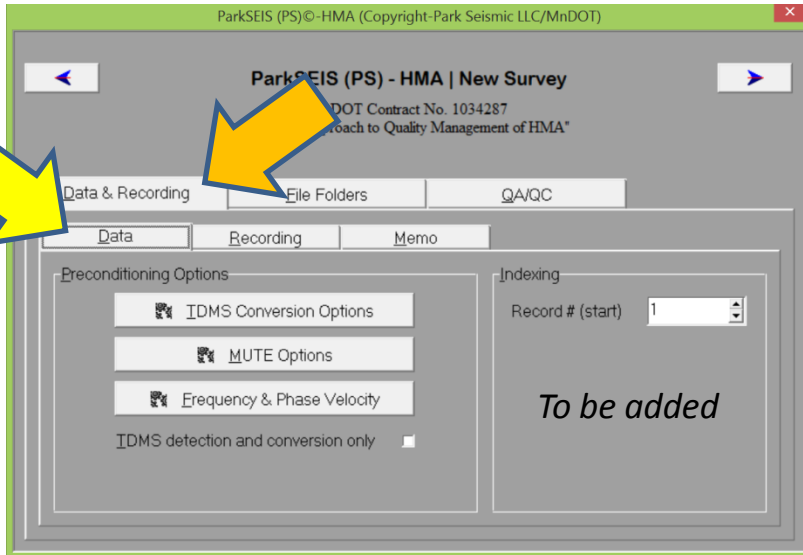 ParkSEIS (PS)©-HMA (Copyright-Park Seismic LLC/MnDOT)
ParkSEIS (PS) - HMA | New Survey
DOT Contract No. 1034287
to Quality Management of HMA"
Data & Recording
File Folders
QA/QC
Data
Recording
Memo
Preconditioning Options
Indexing
TDMS Conversion Options
Record # (start) 1
MUTE Options
Frequency & Phase Velocity
To be added
TDMS detection and conversion only